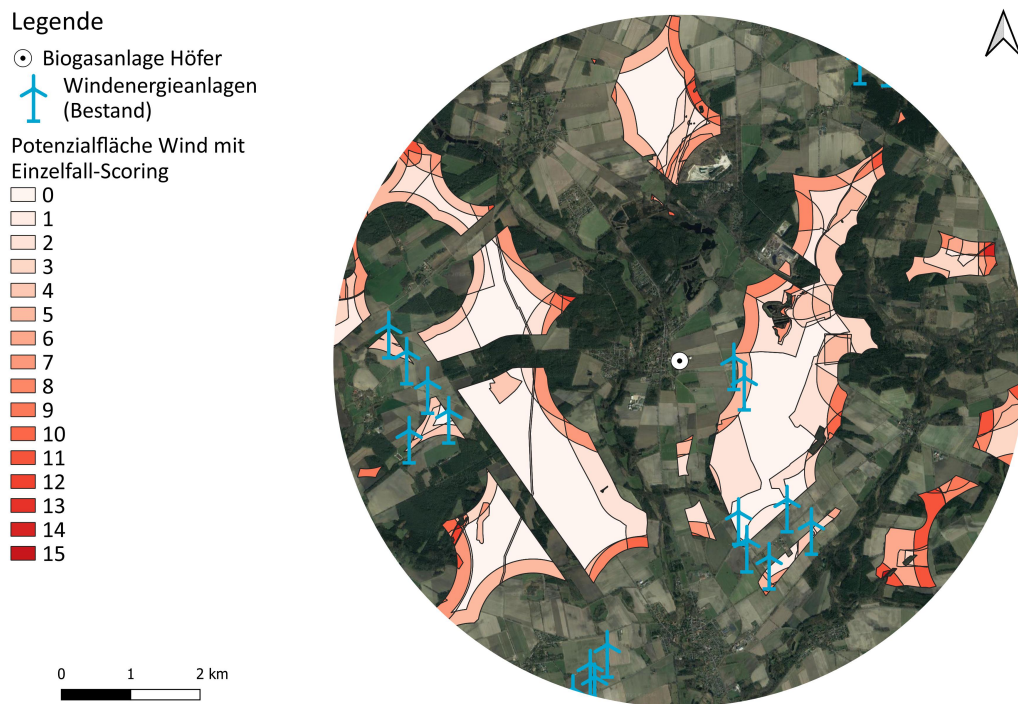 Legende
Biogasanlage Höfer
Windenergieanlagen
(Bestand)
Potenzialfläche Wind mit
Einzelfall-Scoring
0
1
2
3
4
5
6
7
8
9
10
11
12
13
14
15
0 1 2 km